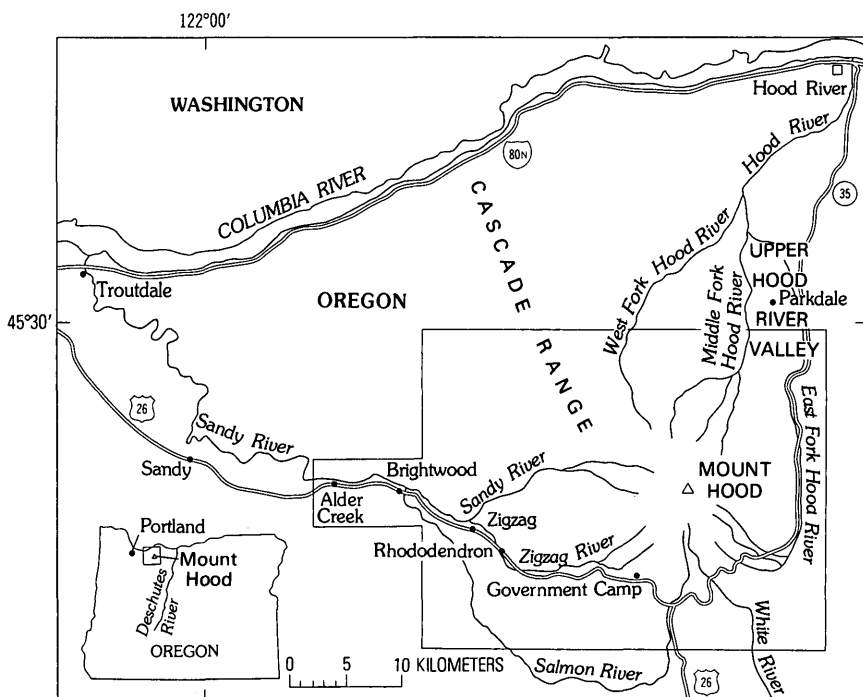 122°00'
WASHINGTON
Hood River
80N
Hood River
COLUMBIA RIVER
CASCADE RANGE
35
West Fork Hood River
Middle Fork
Hood River
UPPER
HOOD
RIVER
VALLEY
Parkdale
Troutdale
OREGON
45°30'
26
Sandy River
Sandy
Alder
Creek
Brightwood
Sandy River
MOUNT
HOOD
East Fork Hood River
Zigzag
Rhododendron
Zigzag River
Government Camp
White River
Salmon River
26
Portland
Mount
Hood
Deschutes
River
OREGON
0 5 10 KILOMETERS